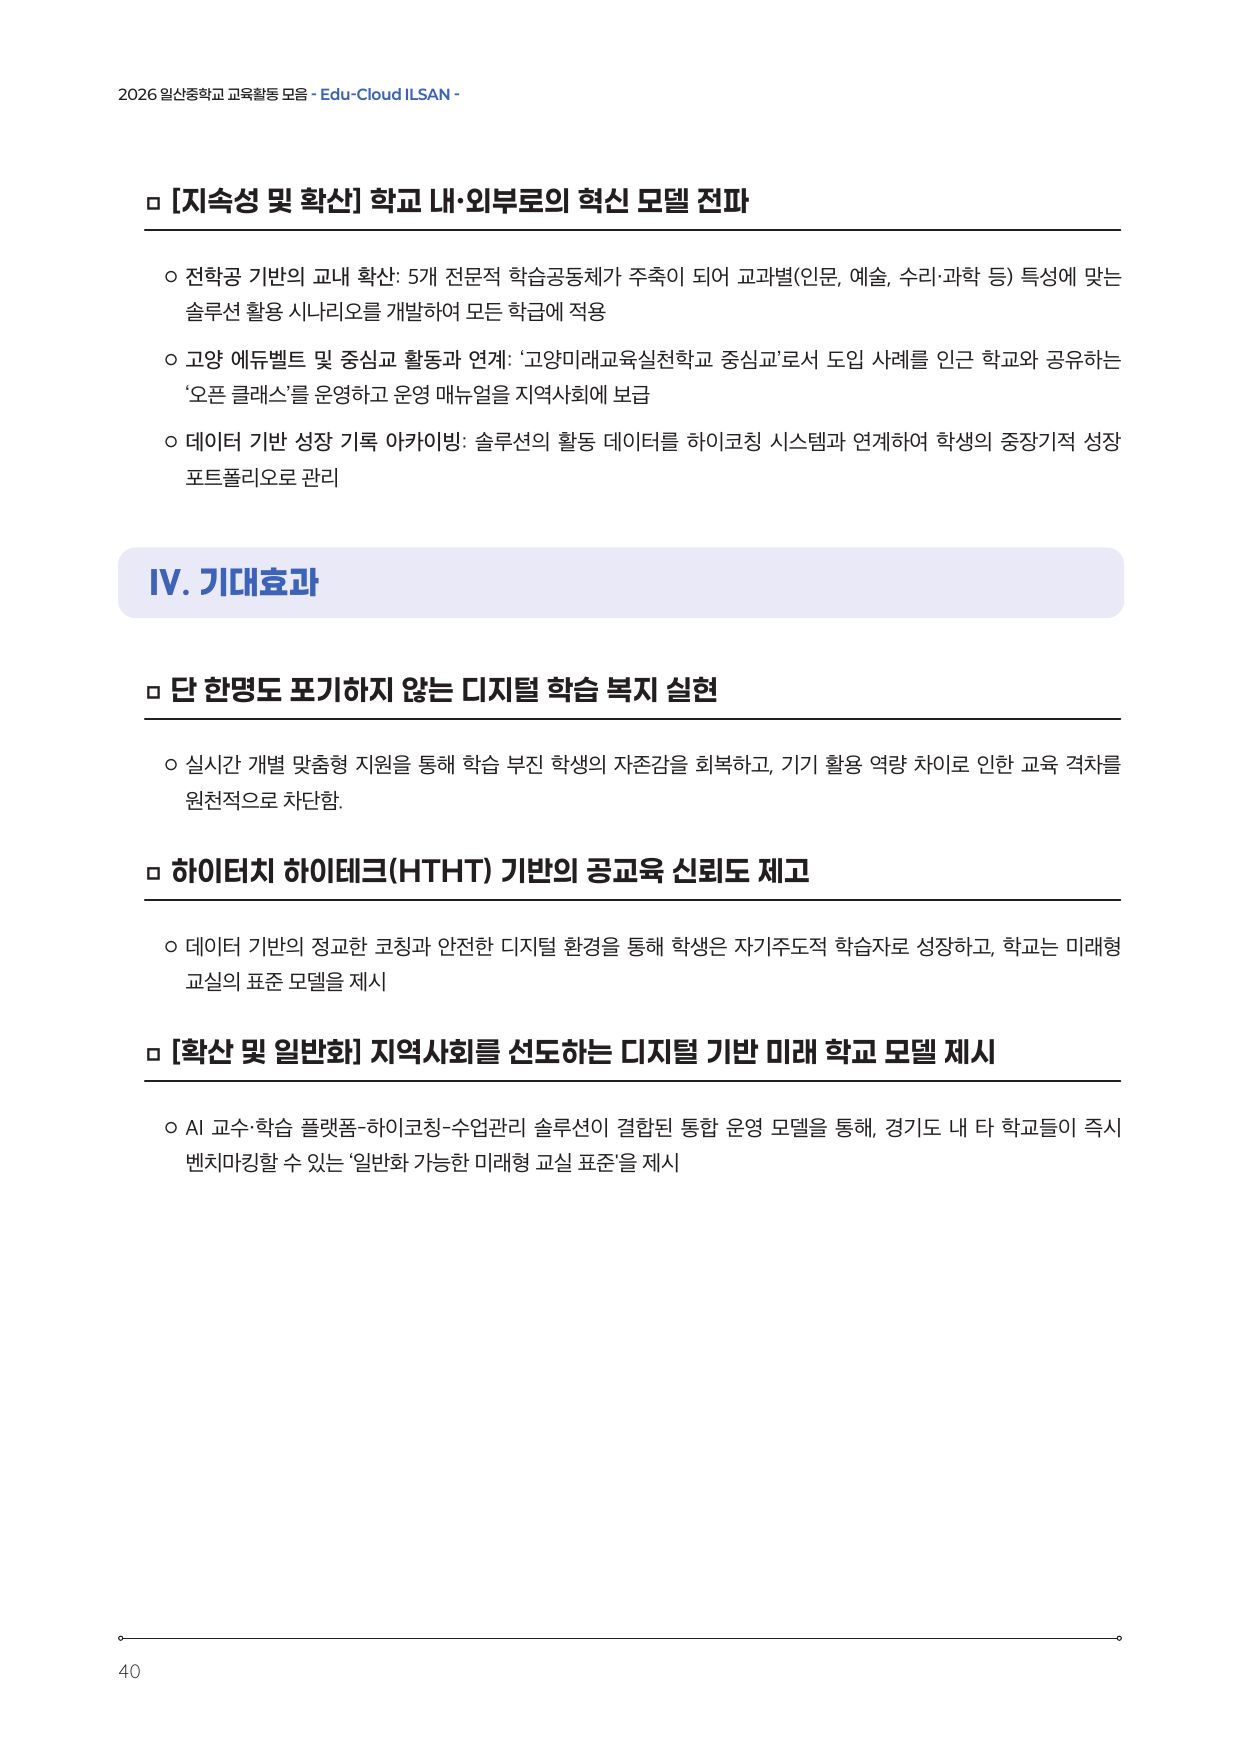 2026 일산중학교 교육활동 모음 - Edu-Cloud ILSAN -
□ [지속성 및 확산] 학교 내·외부로의 혁신 모델 전파
○ 전학공 기반의 교내 확산: 5개 전문적 학습공동체가 주축이 되어 교과별(인문, 예술, 수리·과학 등) 특성에 맞는
솔루션 활용 시나리오를 개발하여 모든 학급에 적용
○ 고양 에듀벨트 및 중심교 활동과 연계: ‘고양미래교육실천학교 중심교’로서 도입 사례를 인근 학교와 공유하는
‘오픈 클래스’를 운영하고 운영 매뉴얼을 지역사회에 보급
○ 데이터 기반 성장 기록 아카이빙: 솔루션의 활동 데이터를 하이코칭 시스템과 연계하여 학생의 중장기적 성장
포트폴리오로 관리
IV. 기대효과
□ 단 한명도 포기하지 않는 디지털 학습 복지 실현
○ 실시간 개별 맞춤형 지원을 통해 학습 부진 학생의 자존감을 회복하고, 기기 활용 역량 차이로 인한 교육 격차를
원천적으로 차단함.
□ 하이터치 하이테크(HTHT) 기반의 공교육 신뢰도 제고
○ 데이터 기반의 정교한 코칭과 안전한 디지털 환경을 통해 학생은 자기주도적 학습자로 성장하고, 학교는 미래형
교실의 표준 모델을 제시
□ [확산 및 일반화] 지역사회를 선도하는 디지털 기반 미래 학교 모델 제시
○ AI 교수·학습 플랫폼-하이코칭-수업관리 솔루션이 결합된 통합 운영 모델을 통해, 경기도 내 타 학교들이 즉시
벤치마킹할 수 있는 ‘일반화 가능한 미래형 교실 표준'을 제시
40